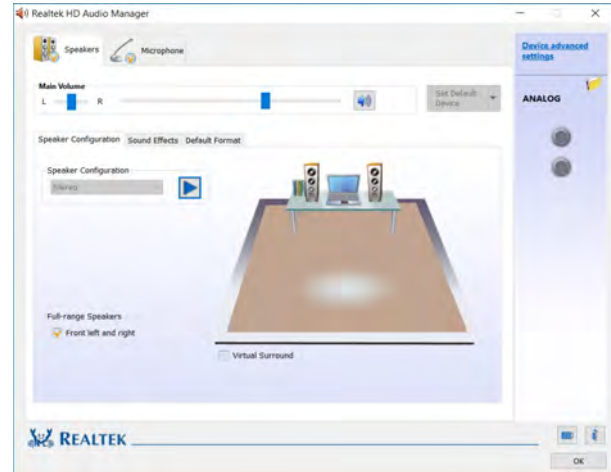 Realtek HD Audio Manager
Speakers
Microphone
Device advanced
settings
Main Volume
L
R
Set Default
Device
ANALOG
Speaker Configuration
Sound Effects
Default Format
Speaker Configuration
Stereo
Full-range Speakers
Front left and right
Virtual Surround
REALTEK
OK